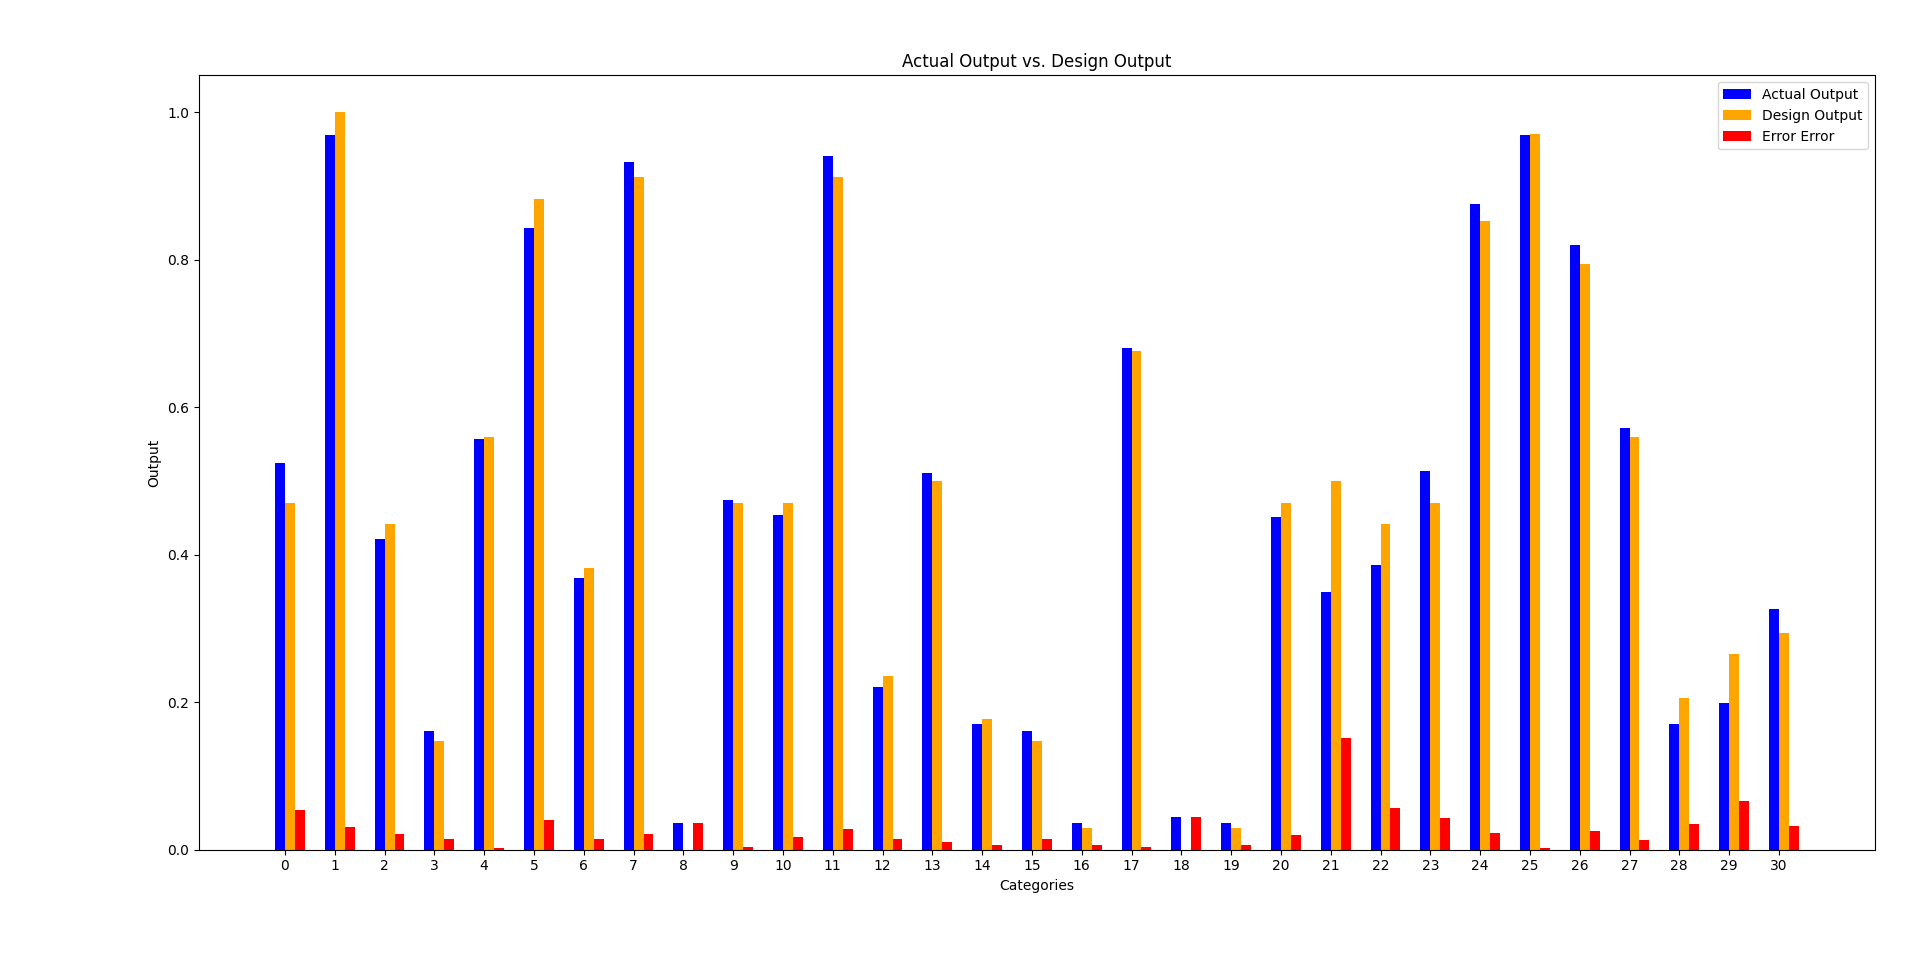 Actual Output vs. Design Output
Actual Output
Design Output
Error Error
1.0
0.8
0.6
0.4
0.2
0.0
Output
0 1 2 3 4 5 6 7 8 9 10 11 12 13 14 15 16 17 18 19 20 21 22 23 24 25 26 27 28 29 30
Categories